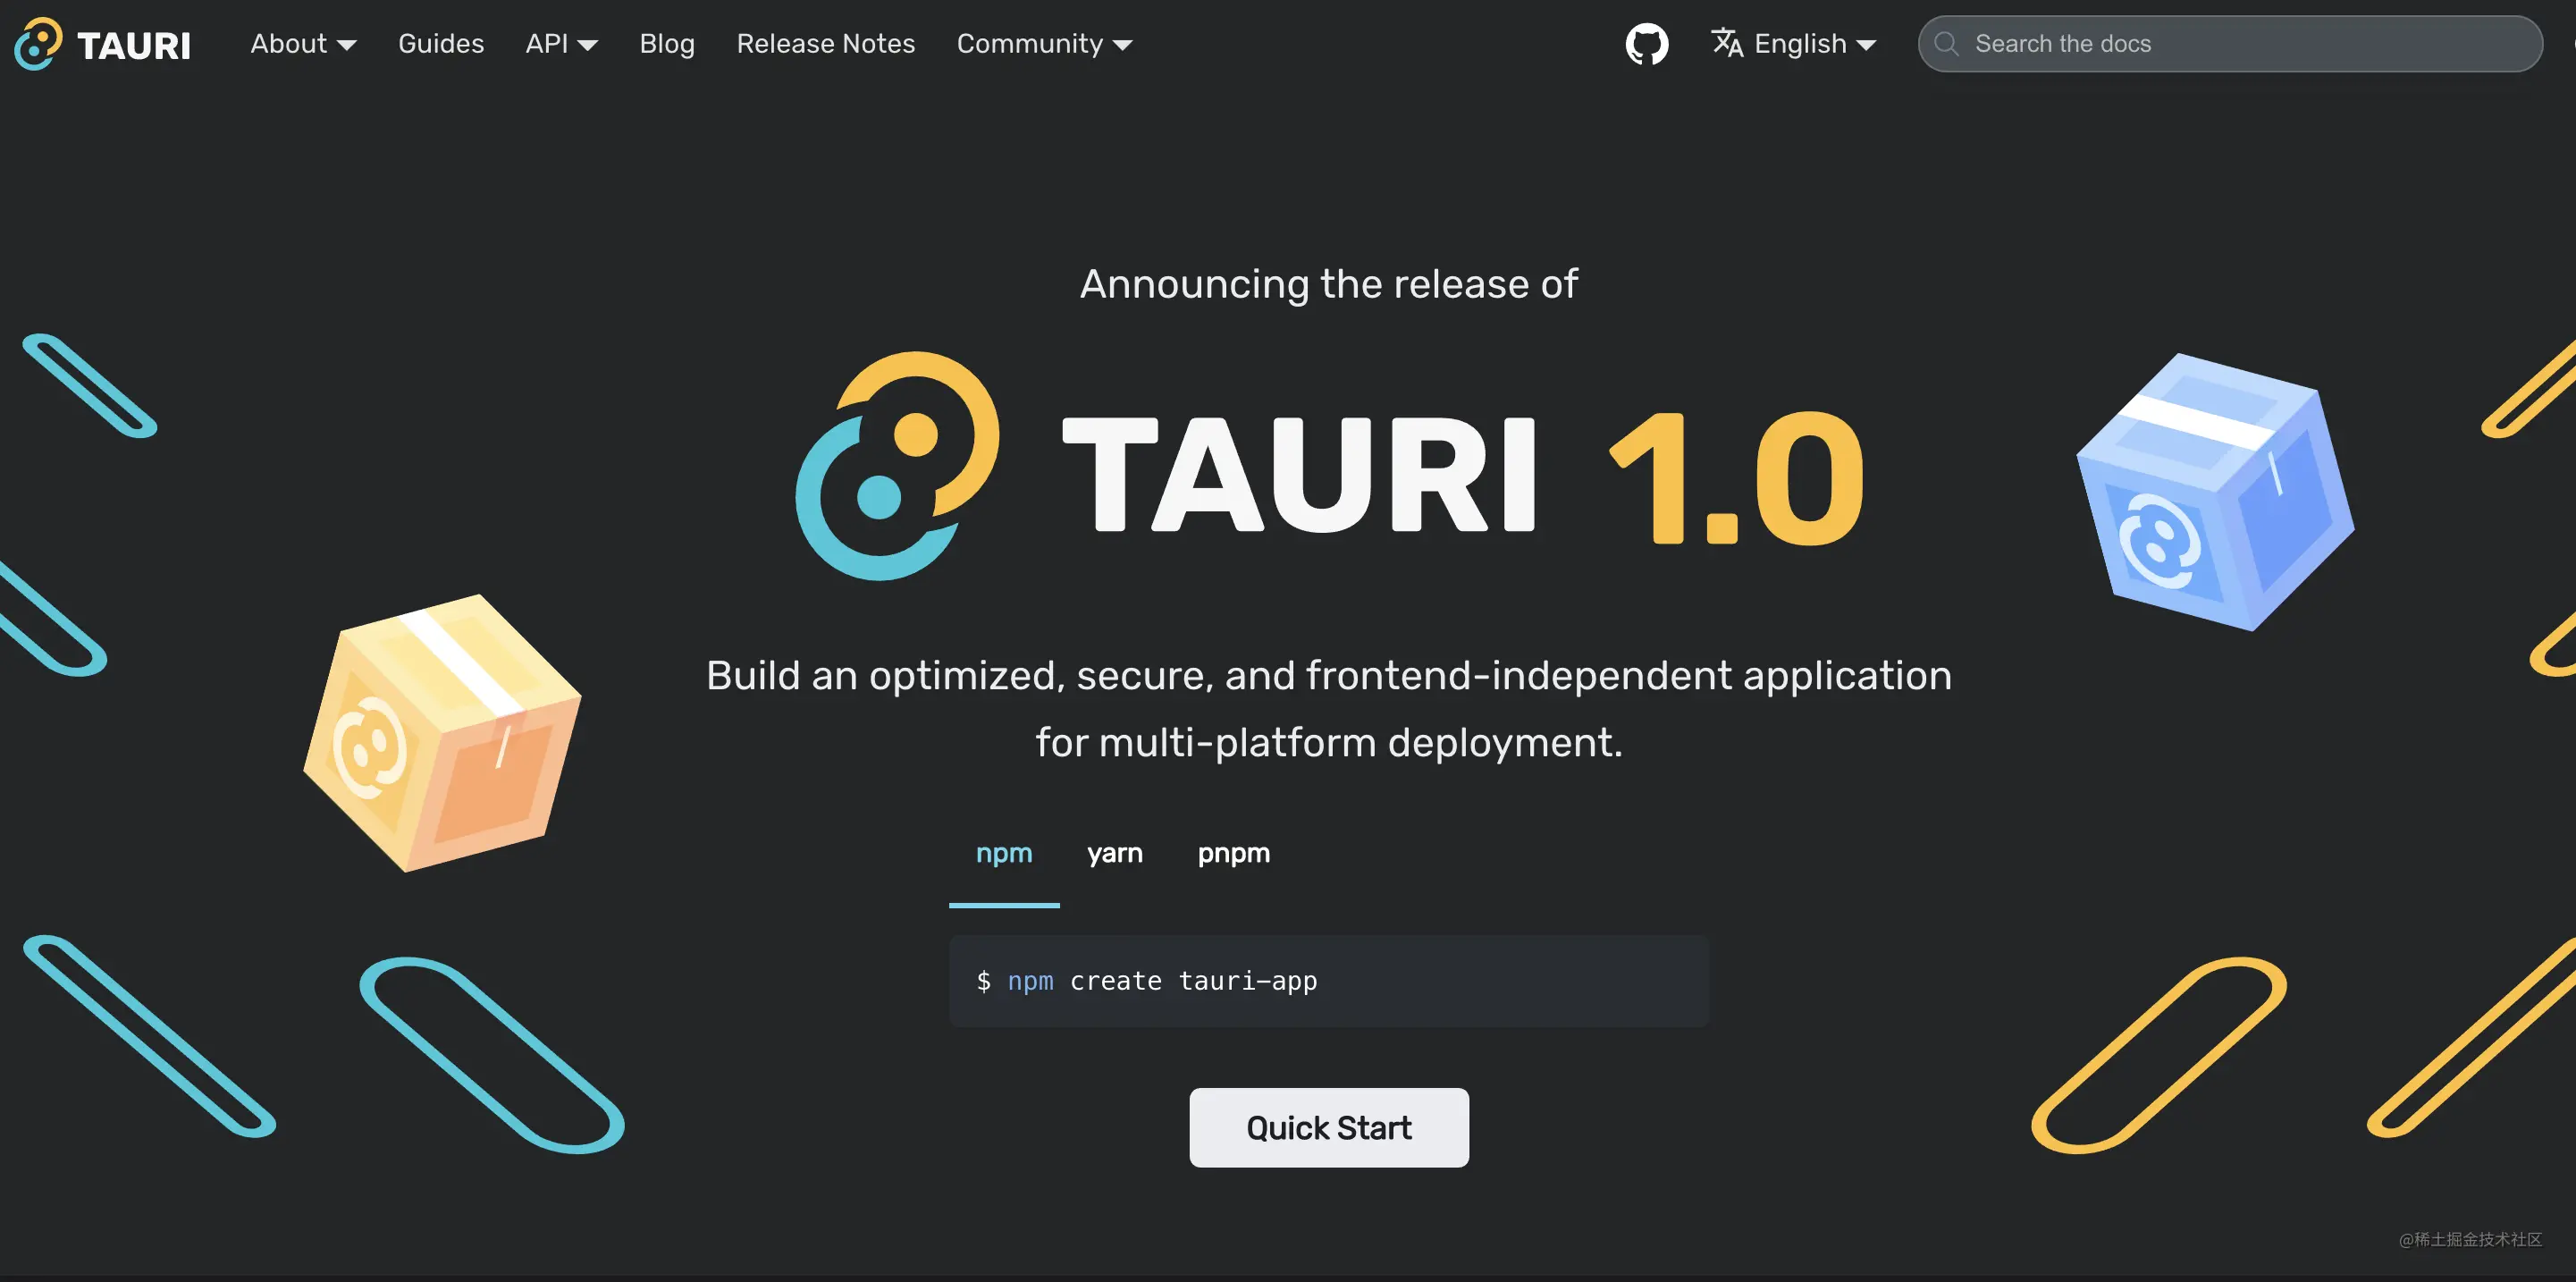 TAURI About Guides API Blog Release Notes Community English Search the docs
Announcing the release of
TAURI 1.0
Build an optimized, secure, and frontend-independent application
for multi-platform deployment.
npm yarn pnpm
$ npm create tauri-app
Quick Start
@稀土掘金技术社区